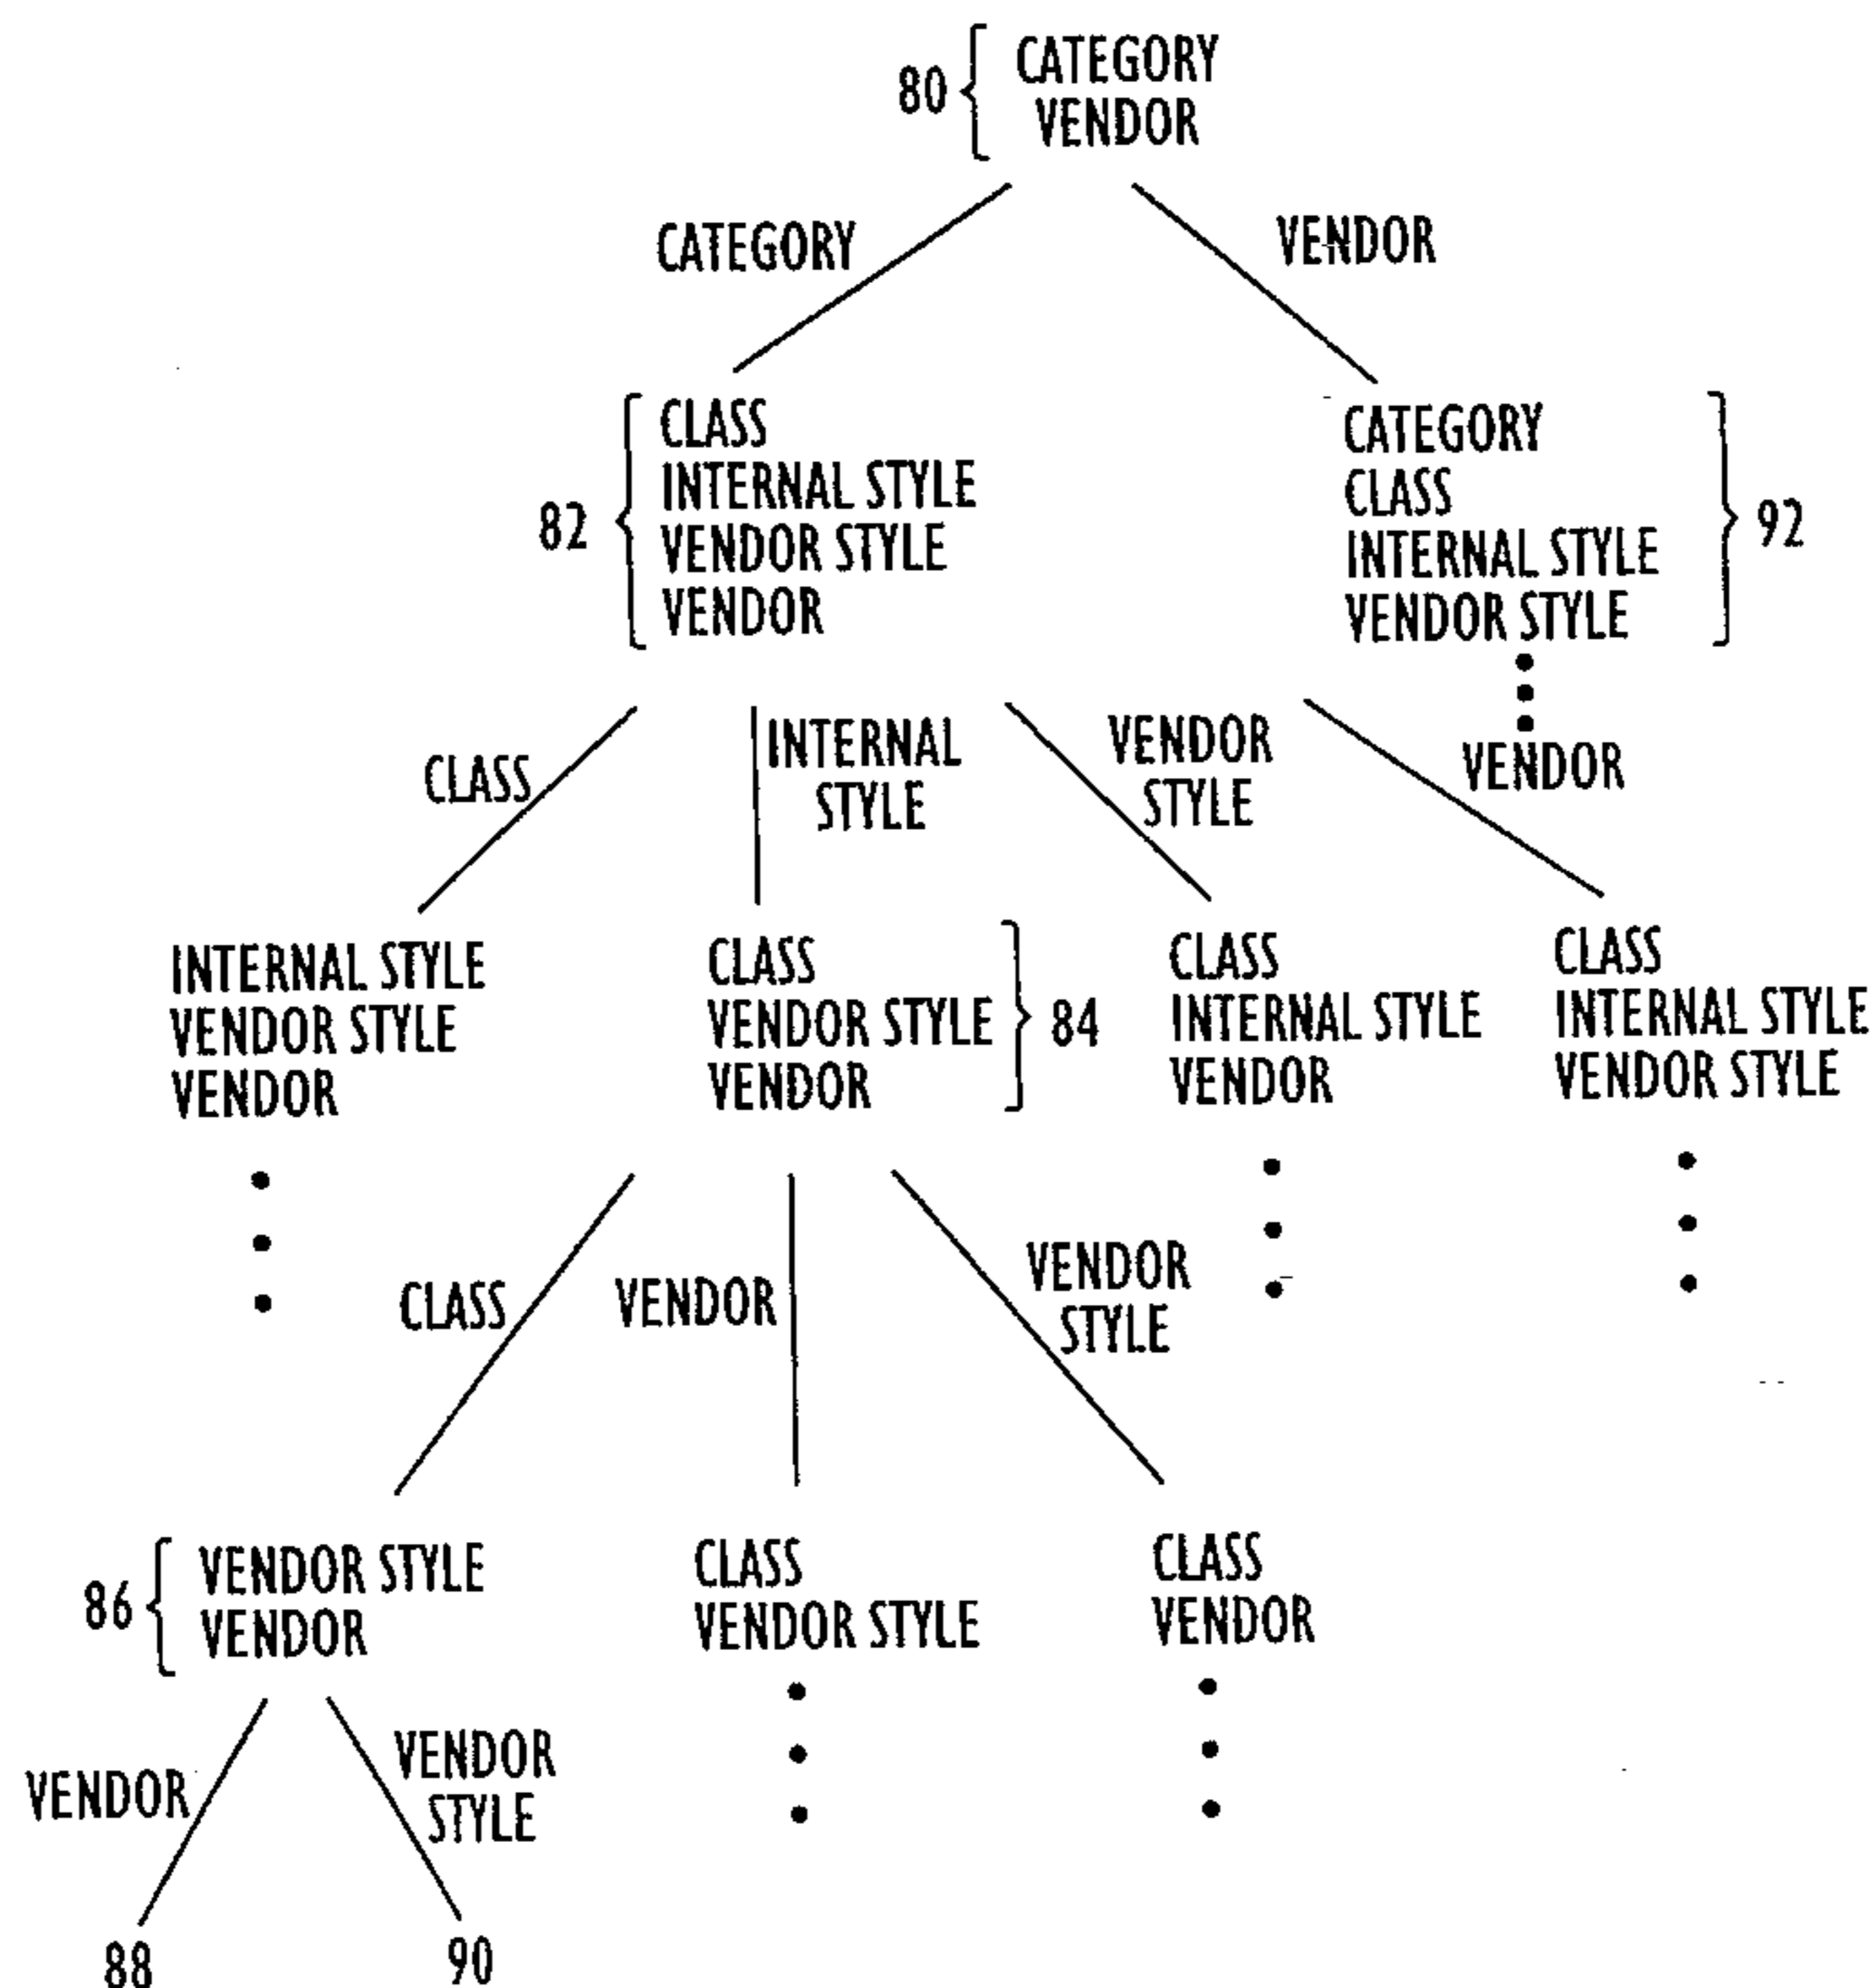 80
CATEGORY
VENDOR
CATEGORY
VENDOR
82
CLASS
INTERNAL STYLE
VENDOR STYLE
VENDOR
CATEGORY
CLASS
INTERNAL STYLE
VENDOR STYLE
92
CLASS
INTERNAL
STYLE
VENDOR
STYLE
VENDOR
INTERNAL STYLE
VENDOR STYLE
VENDOR
CLASS
VENDOR STYLE
VENDOR
84
CLASS
INTERNAL STYLE
VENDOR
CLASS
INTERNAL STYLE
VENDOR STYLE
CLASS
VENDOR
VENDOR
STYLE
86
VENDOR STYLE
VENDOR
CLASS
VENDOR STYLE
CLASS
VENDOR
VENDOR
VENDOR
STYLE
88
90